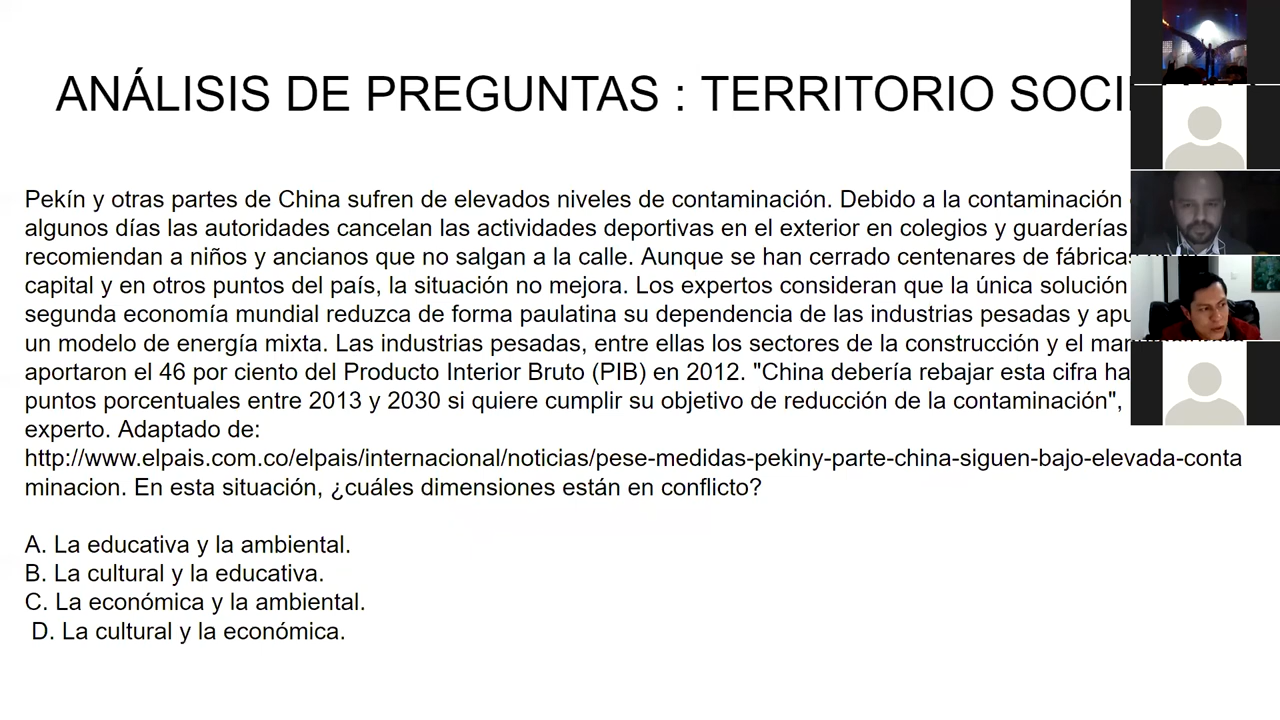 ANÁLISIS DE PREGUNTAS : TERRITORIO
Pekín y otras partes de China sufren de elevados niveles de contaminación. Debido a la contaminación
algunos días las autoridades cancelan las actividades deportivas en el exterior en colegios y guarderías
recomiendan a niños y ancianos que no salgan a la calle. Aunque se han cerrado centenares de
capital y en otros puntos del país, la situación no mejora. Los expertos consideran que la única solución
segunda economía mundial reduzca de forma paulatina su dependencia de las industrias pesadas y
un modelo de energía mixta. Las industrias pesadas, entre ellas los sectores de la construcción y el
aportaron el 46 por ciento del Producto Interior Bruto (PIB) en 2012. "China debería rebajar esta cifra
puntos porcentuales entre 2013 y 2030 si quiere cumplir su objetivo de reducción de la contaminación",
experto. Adaptado de:
http://www.elpais.com.co/elpais/internacional/noticias/pese-medidas-pekiny-parte-china-siguen-bajo-elevada-conta
minacion. En esta situación, ¿cuáles dimensiones están en conflicto?
A. La educativa y la ambiental.
B. La cultural y la educativa.
C. La económica y la ambiental.
D. La cultural y la económica.